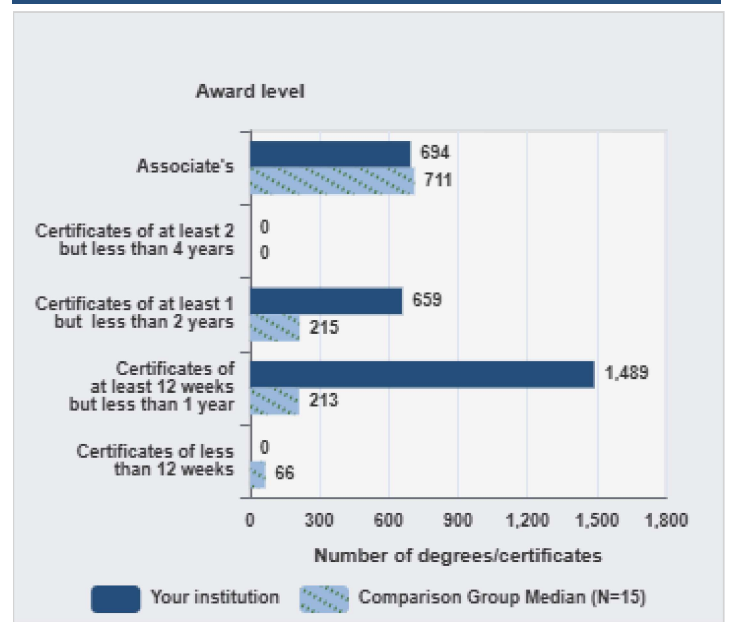 Award level
Associate's
694
711
Certificates of at least 2
but less than 4 years
0
0
Certificates of at least 1
but less than 2 years
659
215
Certificates of
at least 12 weeks
but less than 1 year
1,489
213
Certificates of less
than 12 weeks
0
66
0 300 600 900 1,200 1,500 1,800
Number of degrees/certificates
Your institution Comparison Group Median (N=15)